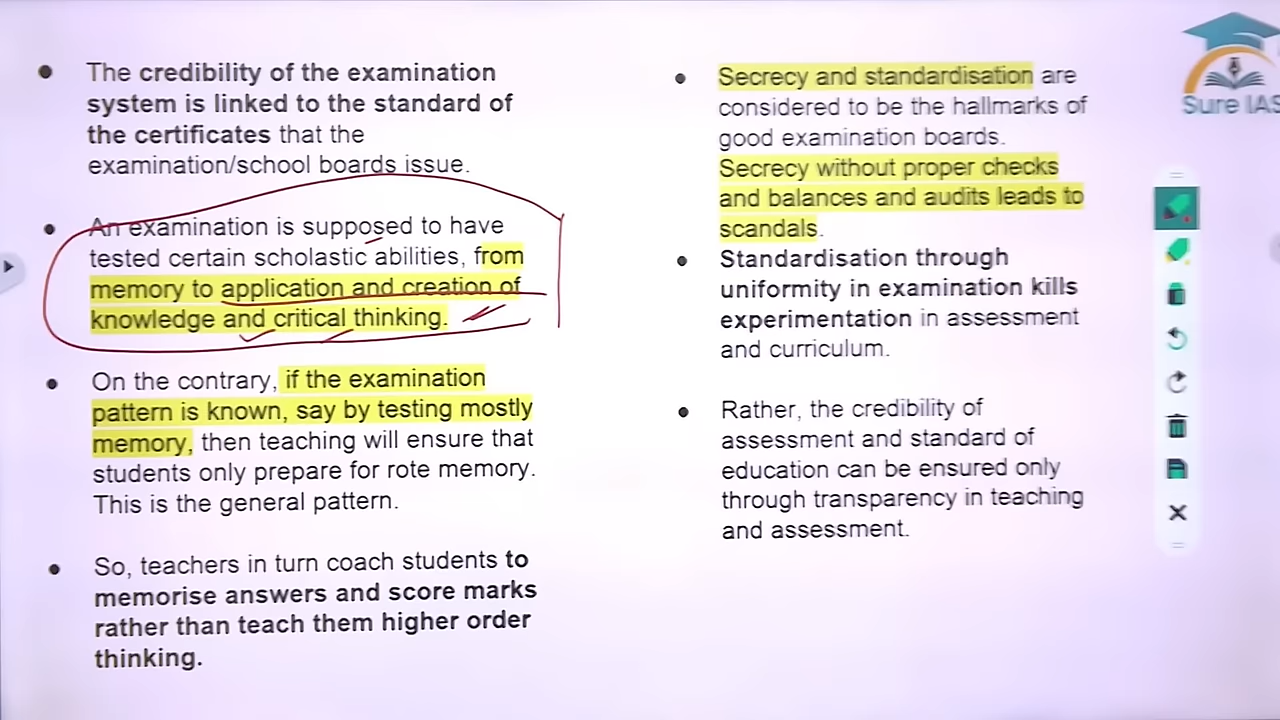 The credibility of the examination
system is linked to the standard of
the certificates that the
examination/school boards issue.
An examination is supposed to have
tested certain scholastic abilities, from
memory to application and creation of
knowledge and critical thinking.
On the contrary, if the examination
pattern is known, say by testing mostly
memory, then teaching will ensure that
students only prepare for rote memory.
This is the general pattern.
So, teachers in turn coach students to
memorise answers and score marks
rather than teach them higher order
thinking.
Secrecy and standardisation are
considered to be the hallmarks of
good examination boards.
Secrecy without proper checks
and balances and audits leads to
scandals.
Standardisation through
uniformity in examination kills
experimentation in assessment
and curriculum.
Rather, the credibility of
assessment and standard of
education can be ensured only
through transparency in teaching
and assessment.
Sure IAS